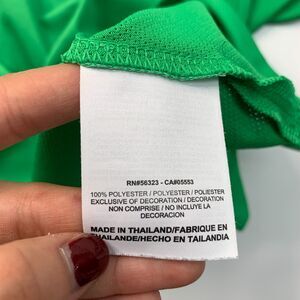 RN#56323 - CA#05553
100% POLYESTER / POLYESTER / POLIESTER
EXCLUSIVE OF DECORATION / DECORATION
NON COMPRISE / NO INCLUYE LA
DECORACION
MADE IN THAILAND/FABRIQUE EN
THAILANDE/HECHO EN TAILANDIA